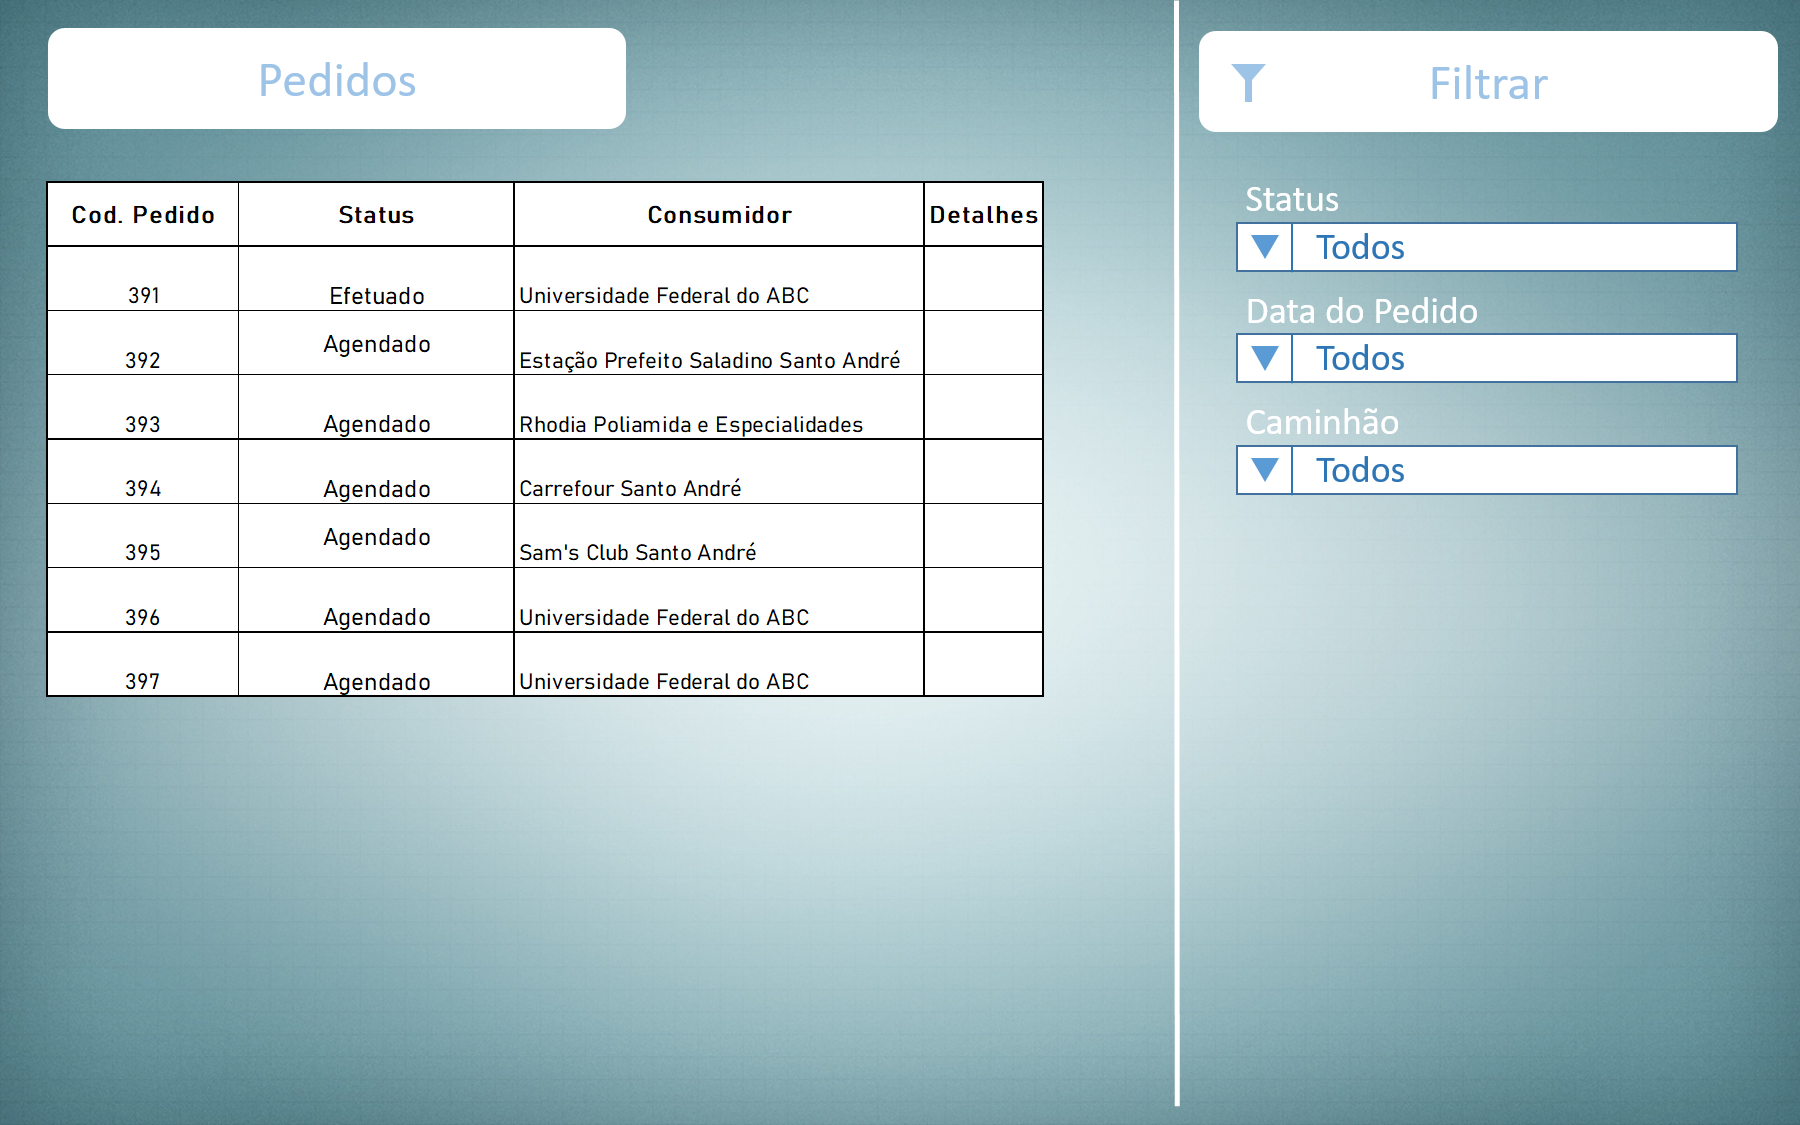 Pedidos
Cod. Pedido Status Consumidor Detalhes
391 Efetuado Universidade Federal do ABC
392 Agendado Estação Prefeito Saladino Santo André
393 Agendado Rhodia Poliamida e Especialidades
394 Agendado Carrefour Santo André
395 Agendado Sam's Club Santo André
396 Agendado Universidade Federal do ABC
397 Agendado Universidade Federal do ABC
Filtrar
Status
Todos
Data do Pedido
Todos
Caminhão
Todos